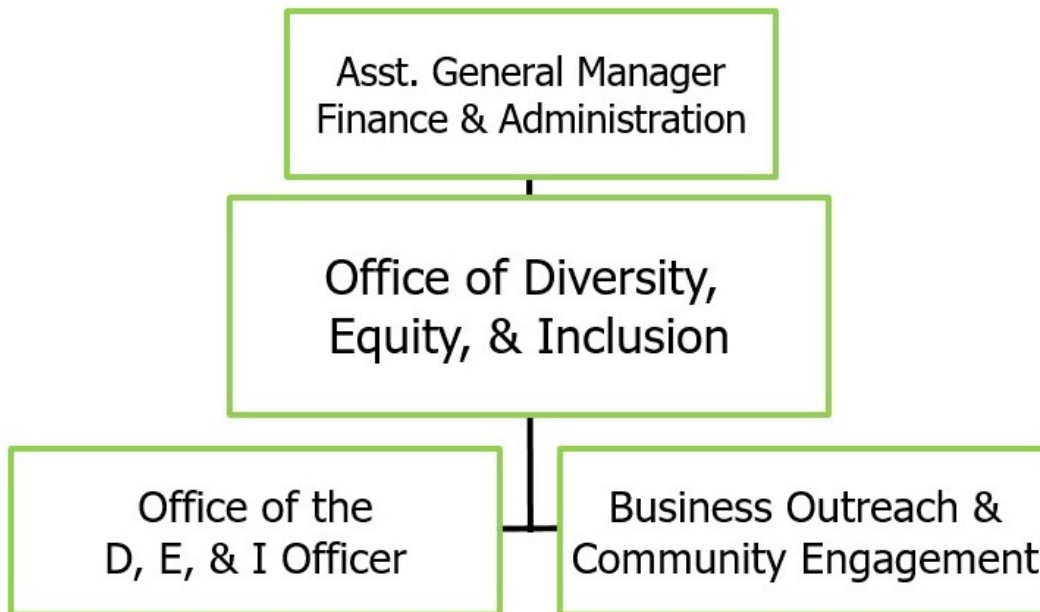 Asst. General Manager
Finance & Administration
Office of Diversity,
Equity, & Inclusion
Office of the
D, E, & I Officer
Business Outreach &
Community Engagement